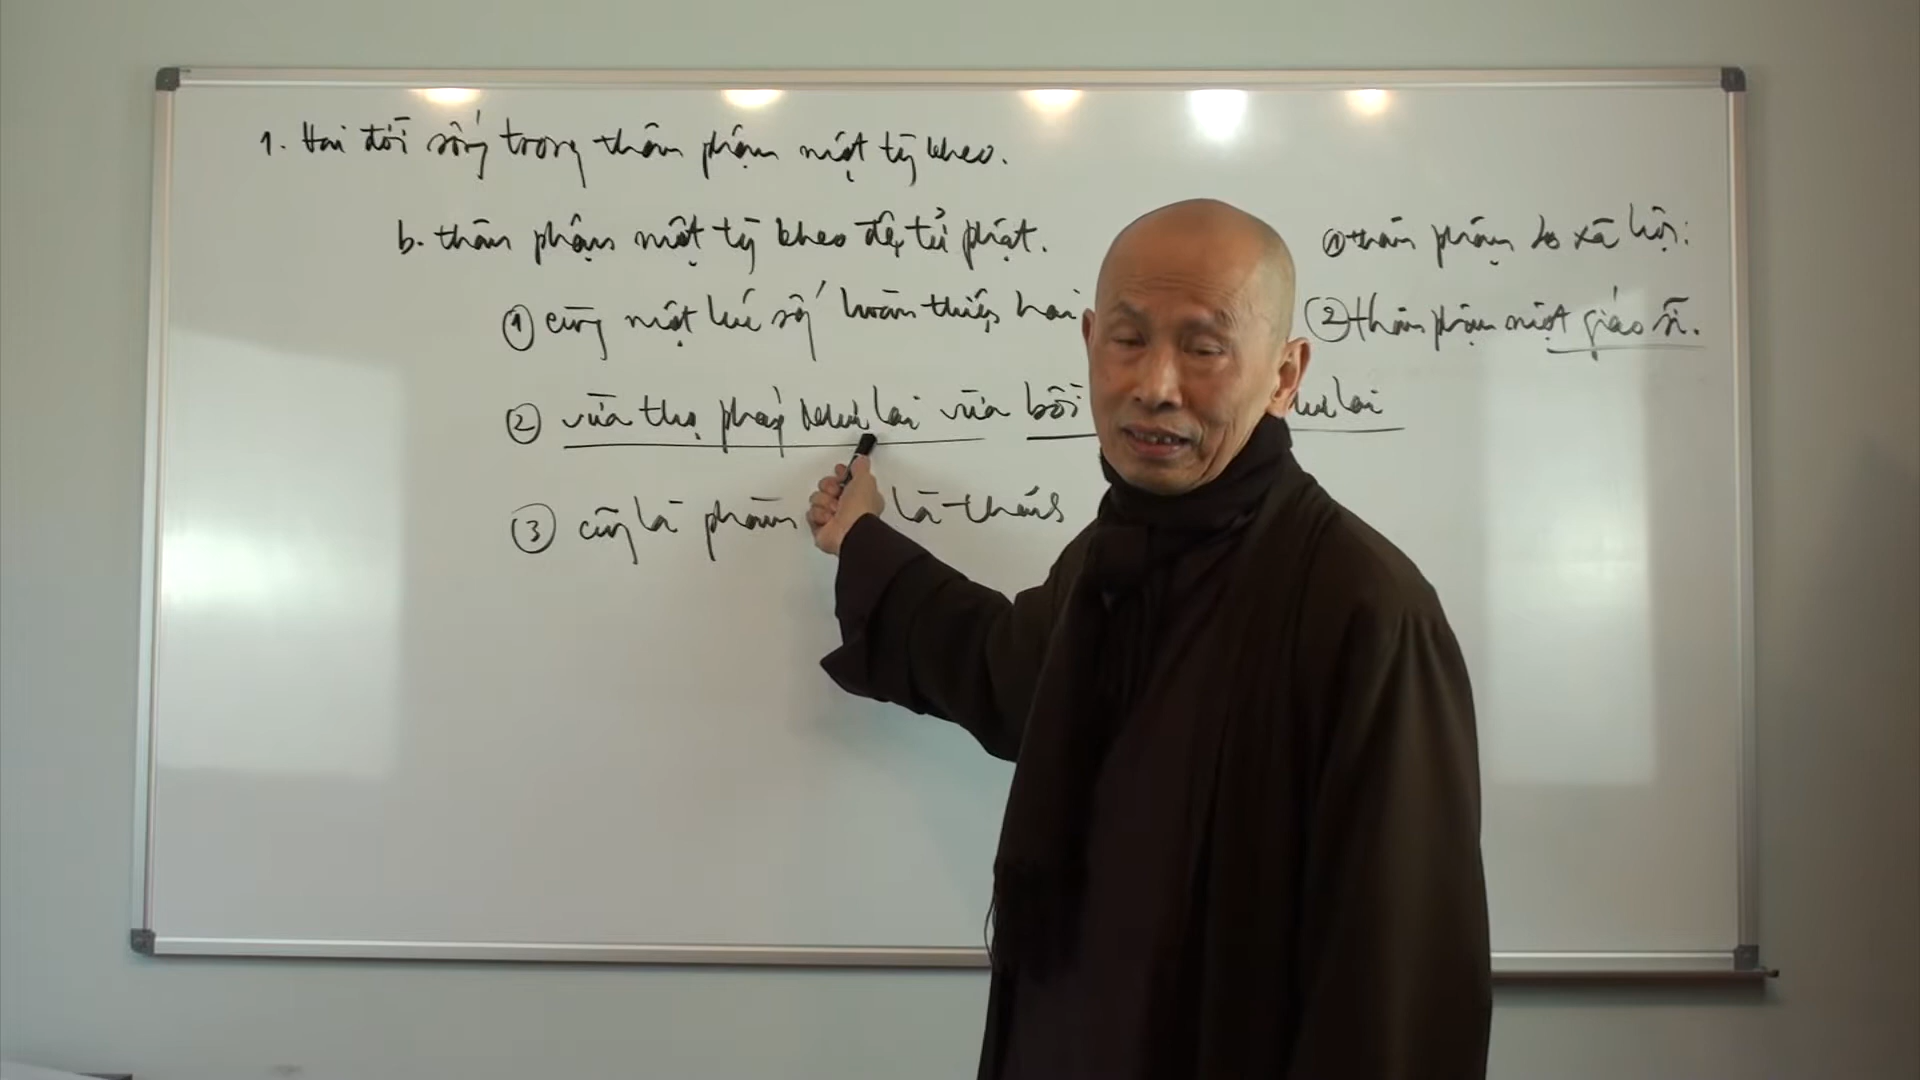 1. Hai đời sống trong thân phận một tỳ kheo.
b. thân phận một tỳ kheo đệ tử phật.
① cùng một lúc sống hoàn thiện hai
② vừa thọ pháp Như lai vừa bồi Như lai
③ cũng là phàm là thánh
① thân phận do xã hội:
② thân phận một giáo sĩ.